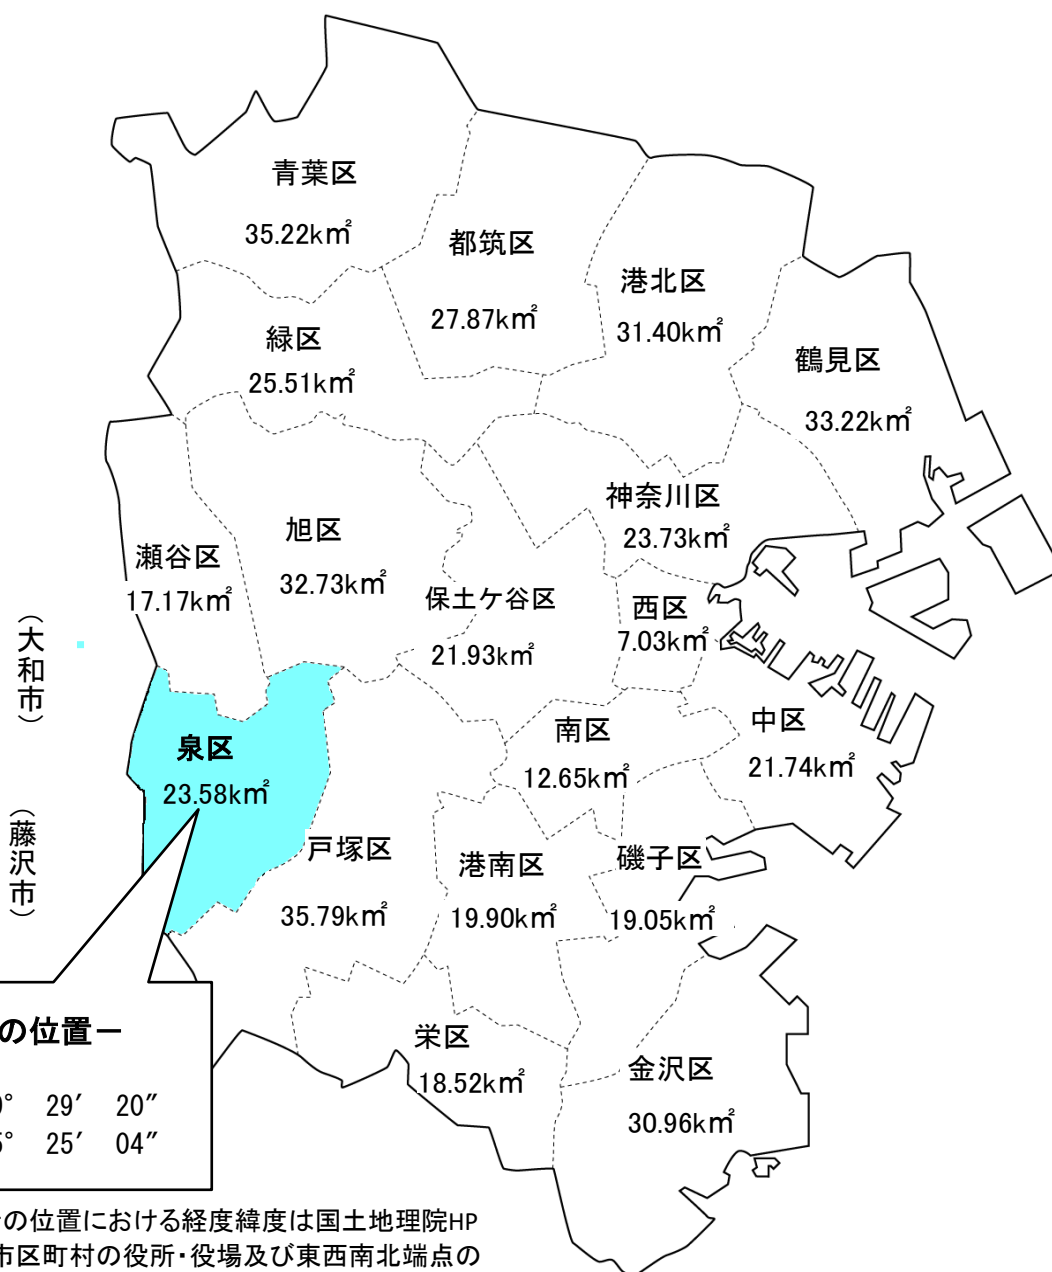 青葉区
35.22k㎡
都筑区
27.87k㎡
港北区
31.40k㎡
緑区
25.51k㎡
鶴見区
33.22k㎡
神奈川区
23.73k㎡
旭区
32.73k㎡
瀬谷区
17.17k㎡
保土ケ谷区
21.93k㎡
西区
7.03k㎡
（大和市）
泉区
23.58k㎡
南区
12.65k㎡
中区
21.74k㎡
（藤沢市）
戸塚区
35.79k㎡
港南区
19.90k㎡
磯子区
19.05k㎡
栄区
18.52k㎡
金沢区
30.96k㎡
の位置－
° 29′ 20″
° 25′ 04″
の位置における経度緯度は国土地理院HP
市区町村の役所・役場及び東西南北端点の